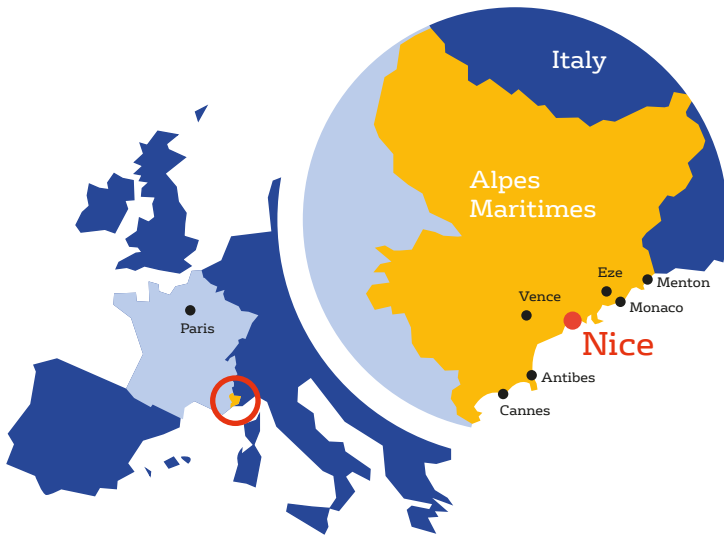 Italy
Alpes
Maritimes
Eze
Menton
Vence
Monaco
Paris
Nice
Antibes
Cannes